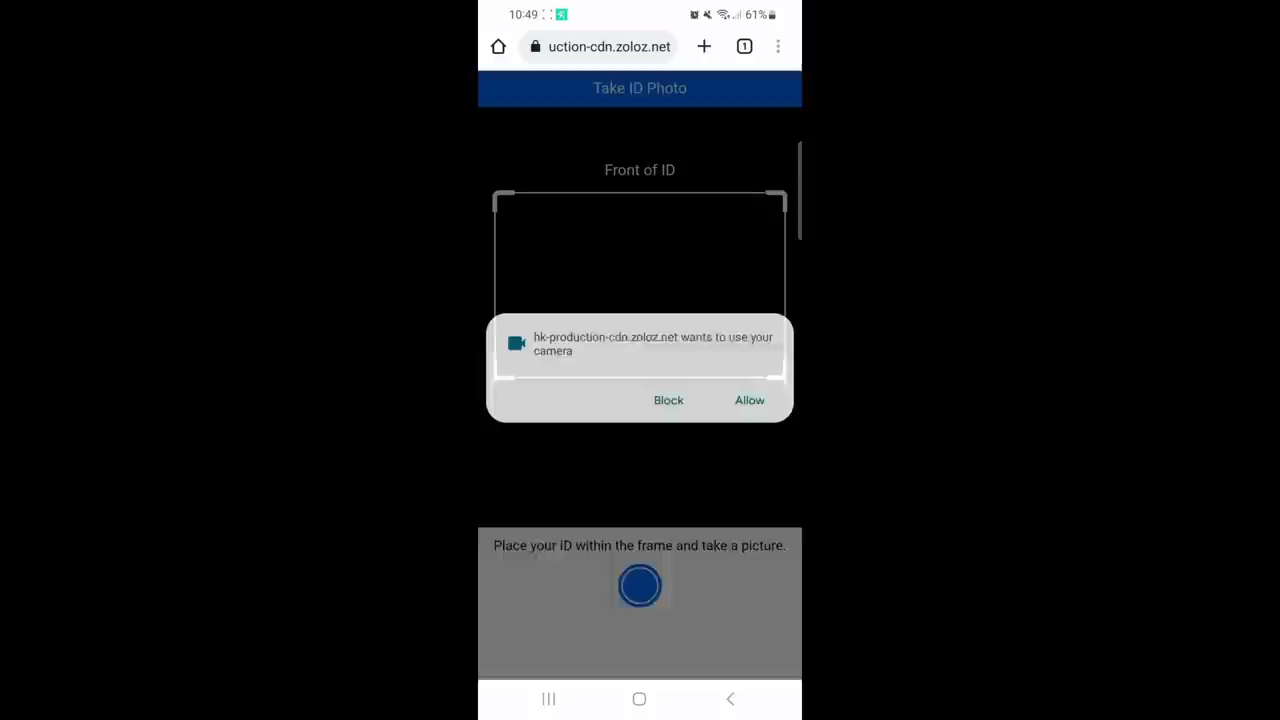 10:49
61%
uction-cdn.zoloz.net
1
Take ID Photo
Front of ID
hk-production-cdn.zoloz.net wants to use your
camera
Block
Allow
Place your ID within the frame and take a picture.